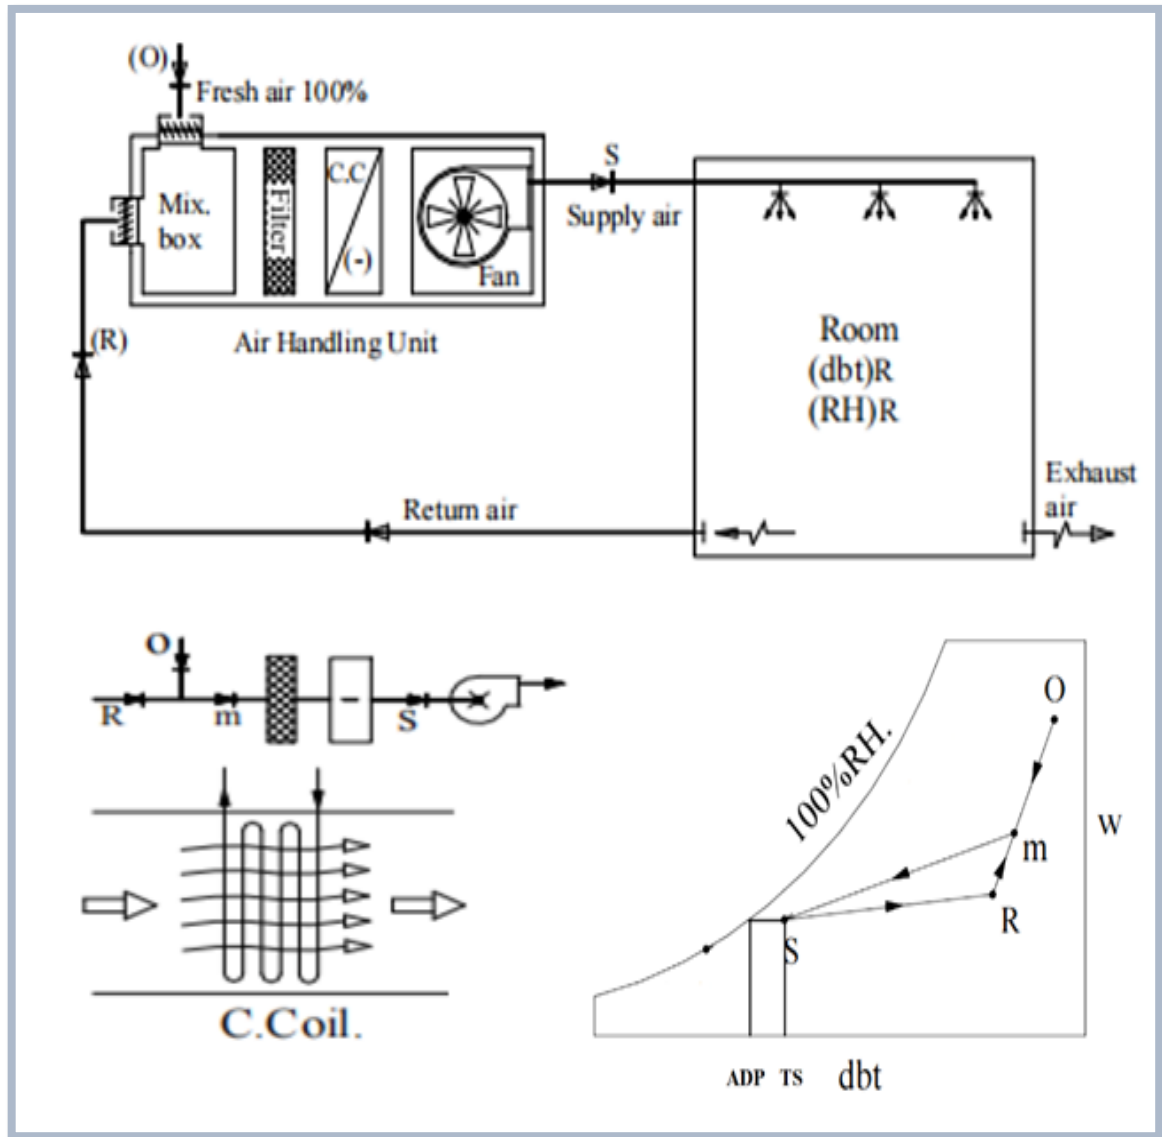 (O)
Fresh air 100%
Mix.
box
Filter
C.C
(-)
Fan
S
Supply air
(R)
Air Handling Unit
Room
(dbt)R
(RH)R
Return air
Exhaust
air
O
R
m
S
C.Coil.
100%RH.
O
m
R
S
W
ADP TS dbt